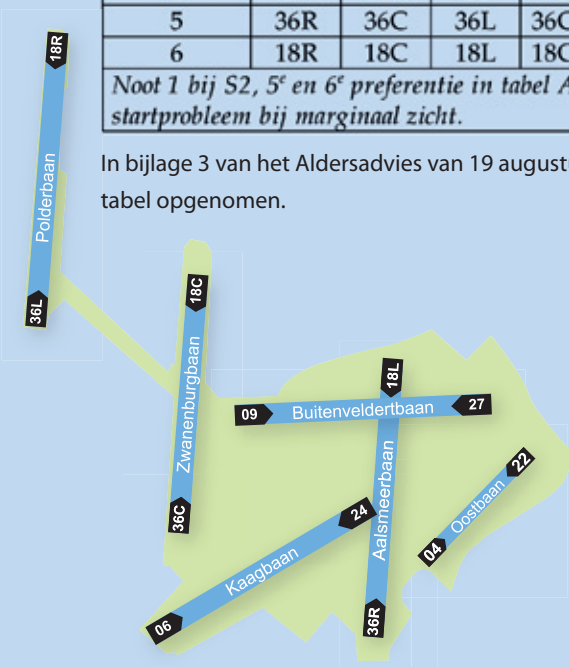 5 36R 36C 36L 36C
6 18R 18C 18L 18C
Noot 1 bij S2, 5e en 6e preferentie in tabel A
startprobleem bij marginaal zicht.
In bijlage 3 van het Aldersadvies van 19 august
tabel opgenomen.
18R
Polderbaan
36L
18C
Zwanenburgbaan
36C
18L
09 Buitenveldertbaan 27
Aalsmeerbaan
36R
22
Oostbaan
04
24
Kaagbaan
06